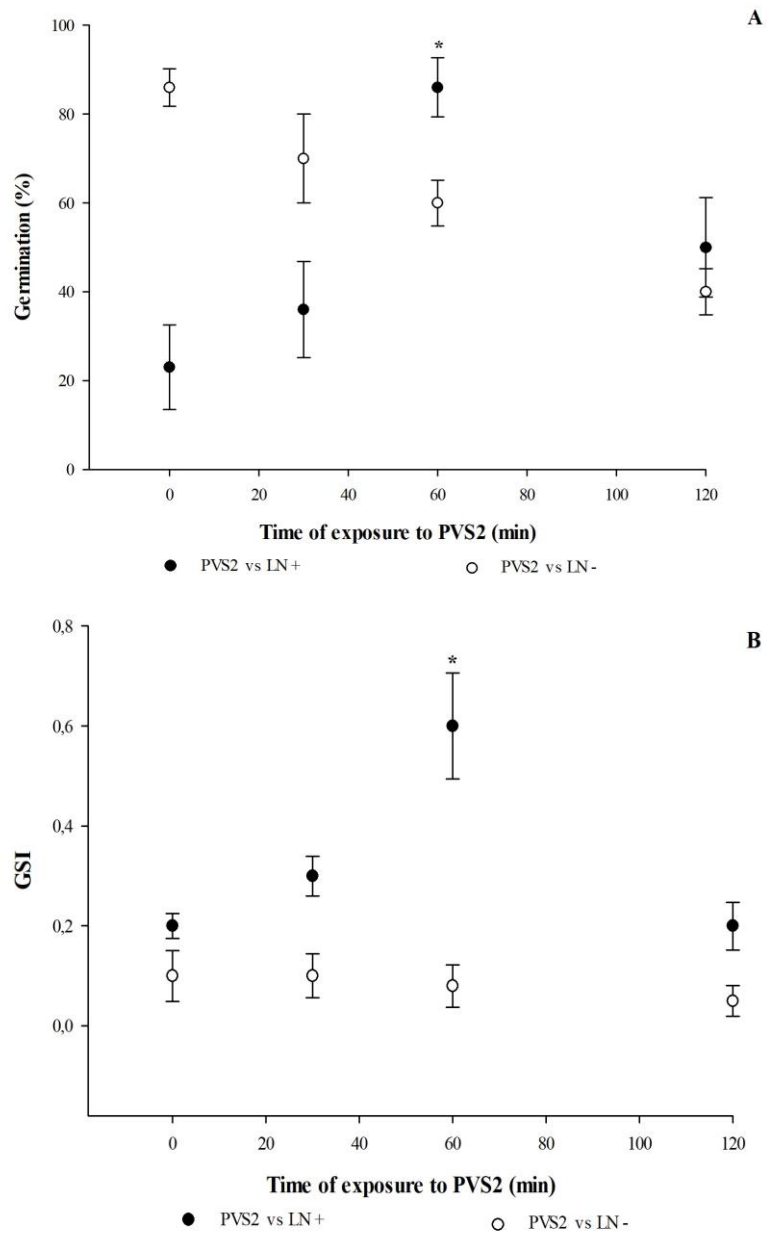 A
100
*
80
60
40
20
0
Germination (%)
0 20 40 60 80 100 120
Time of exposure to PVS2 (min)
PVS2 vs LN+ PVS2 vs LN-
B
0,8
*
0,6
0,4
0,2
0,0
GSI
0 20 40 60 80 100 120
Time of exposure to PVS2 (min)
PVS2 vs LN+ PVS2 vs LN-